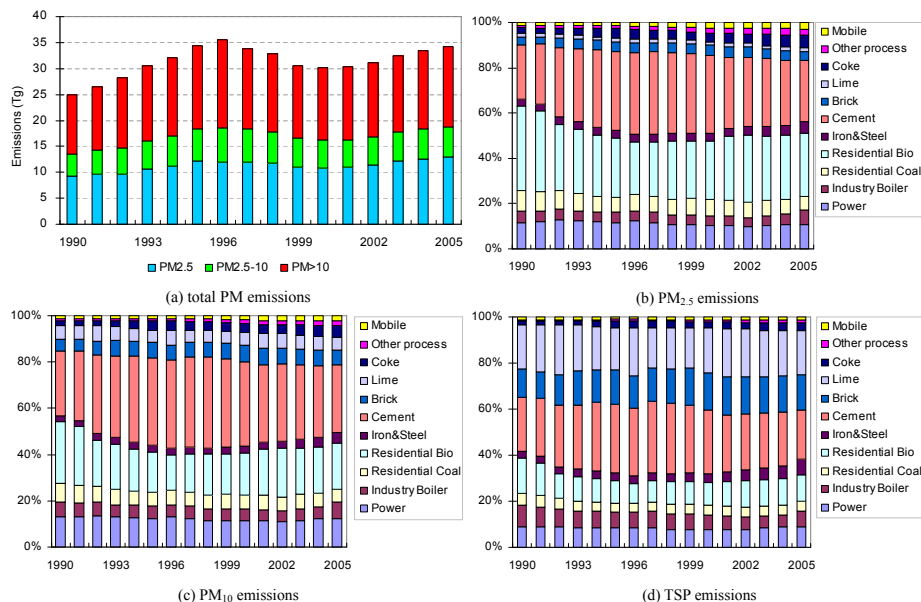 40
35
30
25
20
15
10
5
0
Emissions (Tg)
1990 1993 1996 1999 2002 2005
PM2.5 PM2.5-10 PM>10
(a) total PM emissions
100%
80%
60%
40%
20%
0%
1990 1993 1996 1999 2002 2005
Mobile
Other process
Coke
Lime
Brick
Cement
Iron&Steel
Residential Bio
Residential Coal
Industry Boiler
Power
(b) PM2.5 emissions
100%
80%
60%
40%
20%
0%
1990 1993 1996 1999 2002 2005
Mobile
Other process
Coke
Lime
Brick
Cement
Iron&Steel
Residential Bio
Residential Coal
Industry Boiler
Power
(c) PM10 emissions
100%
80%
60%
40%
20%
0%
1990 1993 1996 1999 2002 2005
Mobile
Other process
Coke
Lime
Brick
Cement
Iron&Steel
Residential Bio
Residential Coal
Industry Boiler
Power
(d) TSP emissions